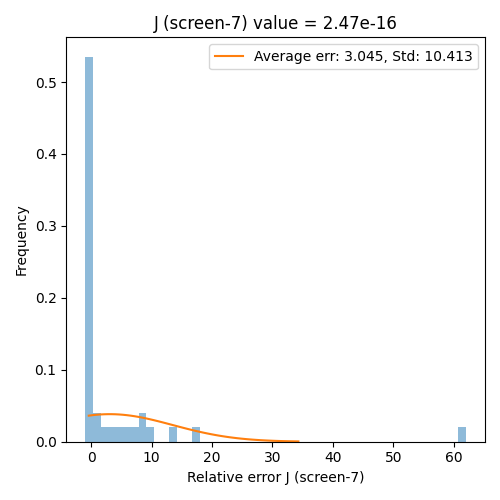 J (screen-7) value = 2.47e-16
Average err: 3.045, Std: 10.413
Frequency
0.5
0.4
0.3
0.2
0.1
0.0
0 10 20 30 40 50 60
Relative error J (screen-7)